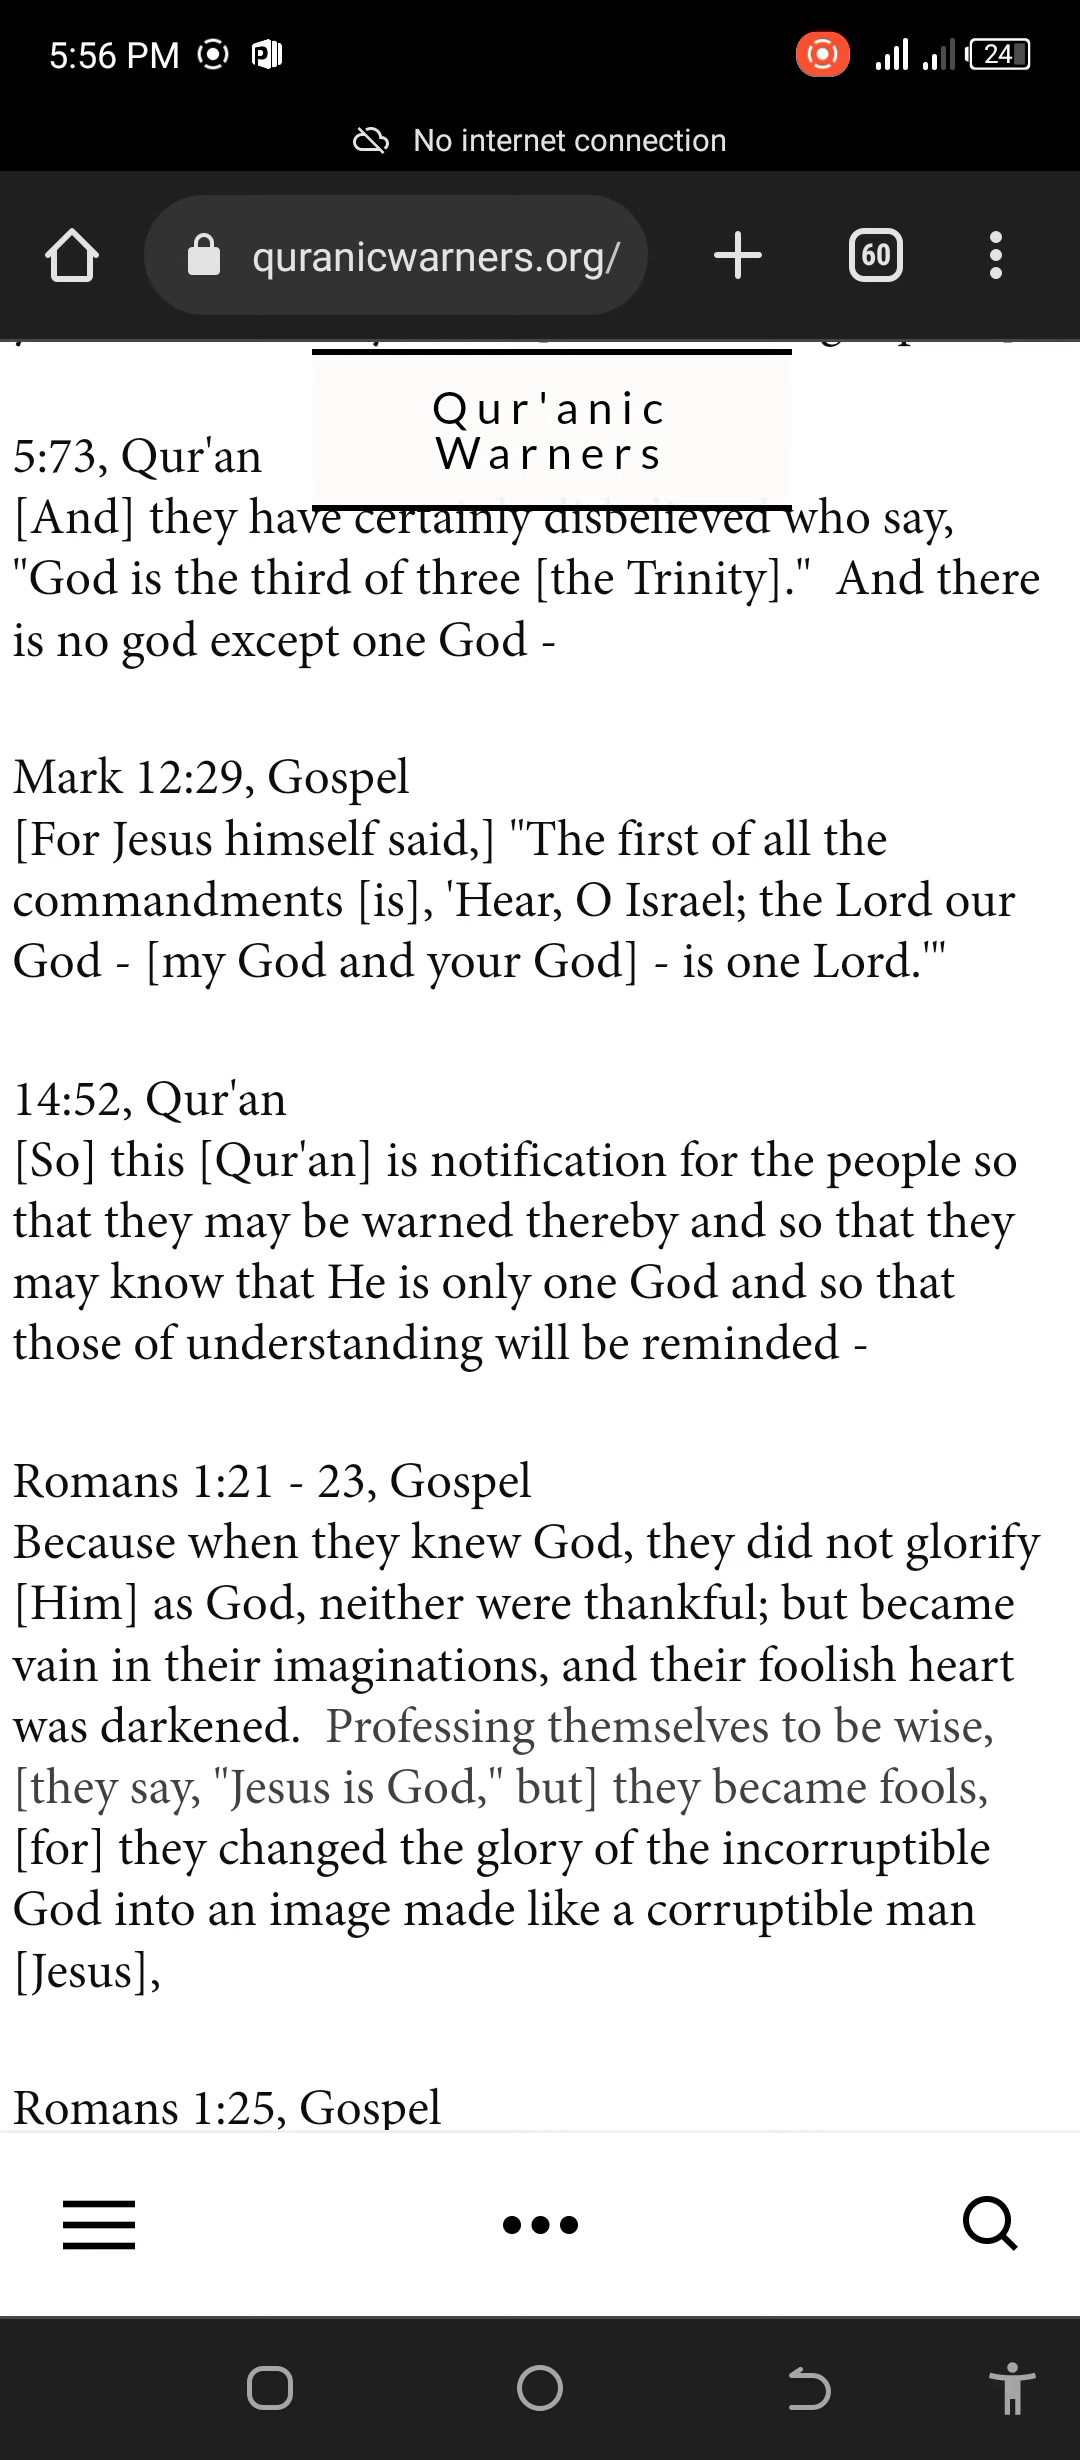 5:56 PM
24
No internet connection
quranicwarners.org/
60
Qur'anic
Warners
5:73, Qur'an
[And] they have certainly disbelieved who say,
"God is the third of three [the Trinity]."  And there
is no god except one God -
Mark 12:29, Gospel
[For Jesus himself said,] "The first of all the
commandments [is], 'Hear, O Israel; the Lord our
God - [my God and your God] - is one Lord.'"
14:52, Qur'an
[So] this [Qur'an] is notification for the people so
that they may be warned thereby and so that they
may know that He is only one God and so that
those of understanding will be reminded -
Romans 1:21 - 23, Gospel
Because when they knew God, they did not glorify
[Him] as God, neither were thankful; but became
vain in their imaginations, and their foolish heart
was darkened.  Professing themselves to be wise,
[they say, "Jesus is God," but] they became fools,
[for] they changed the glory of the incorruptible
God into an image made like a corruptible man
[Jesus],
Romans 1:25, Gospel